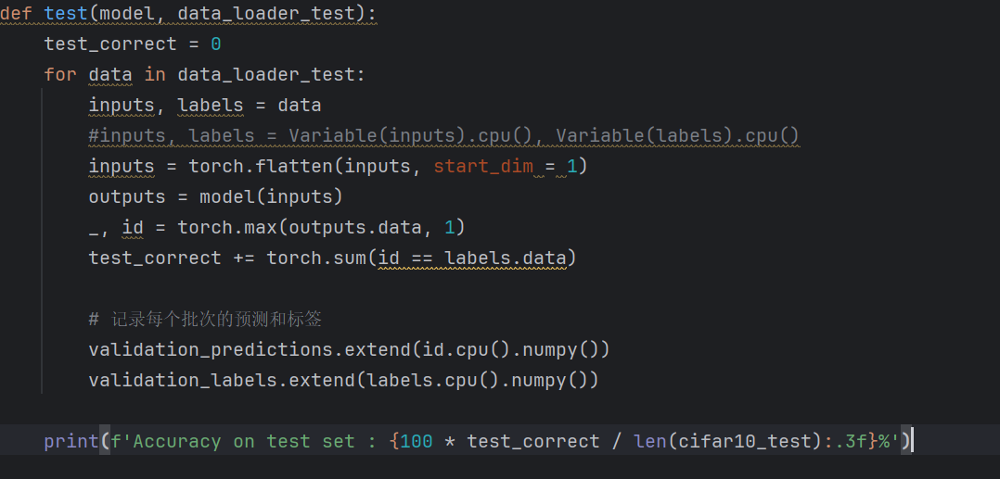 def test(model, data_loader_test):
    test_correct = 0
    for data in data_loader_test:
        inputs, labels = data
        #inputs, labels = Variable(inputs).cpu(), Variable(labels).cpu()
        inputs = torch.flatten(inputs, start_dim = 1)
        outputs = model(inputs)
        _, id = torch.max(outputs.data, 1)
        test_correct += torch.sum(id == labels.data)
        # 记录每个批次的预测和标签
        validation_predictions.extend(id.cpu().numpy())
        validation_labels.extend(labels.cpu().numpy())
    print(f'Accuracy on test set : {100 * test_correct / len(cifar10_test):.3f}%')